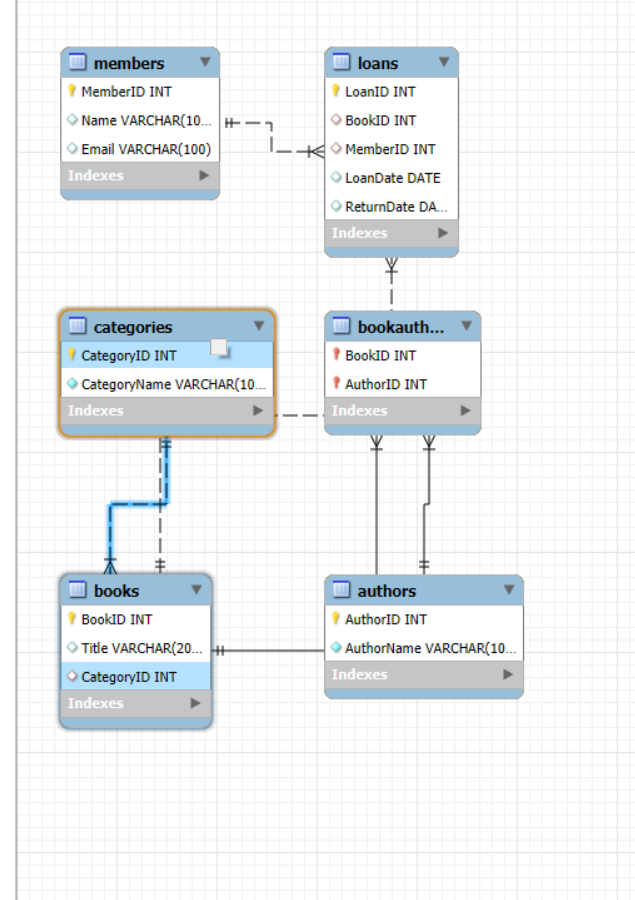 members
MemberID INT
Name VARCHAR(10...
Email VARCHAR(100)
Indexes
loans
LoanID INT
BookID INT
MemberID INT
LoanDate DATE
ReturnDate DA...
Indexes
categories
CategoryID INT
CategoryName VARCHAR(10...
Indexes
bookauth...
BookID INT
AuthorID INT
Indexes
books
BookID INT
Title VARCHAR(20...
CategoryID INT
Indexes
authors
AuthorID INT
AuthorName VARCHAR(10...
Indexes